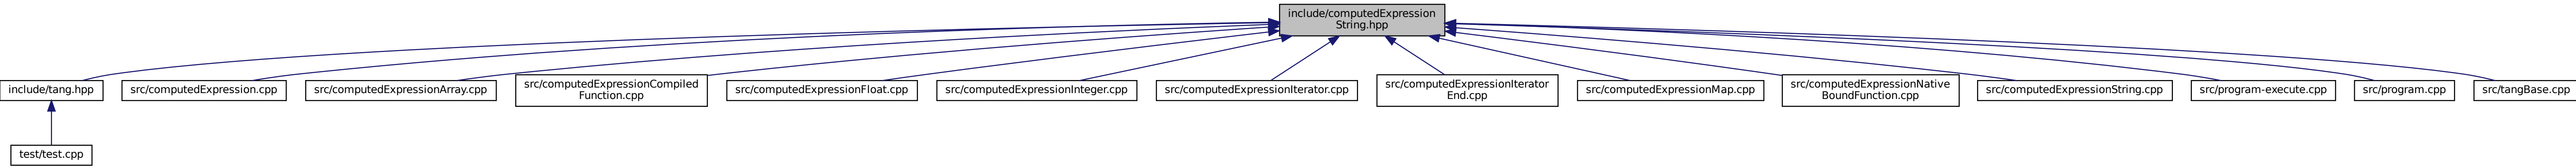 include/computedExpression
String.hpp
include/tang.hpp
src/computedExpression.cpp
src/computedExpressionArray.cpp
src/computedExpressionCompiled
Function.cpp
src/computedExpressionFloat.cpp
src/computedExpressionInteger.cpp
src/computedExpressionIterator.cpp
src/computedExpressionIterator
End.cpp
src/computedExpressionMap.cpp
src/computedExpressionNative
BoundFunction.cpp
src/computedExpressionString.cpp
src/program-execute.cpp
src/program.cpp
src/tangBase.cpp
test/test.cpp